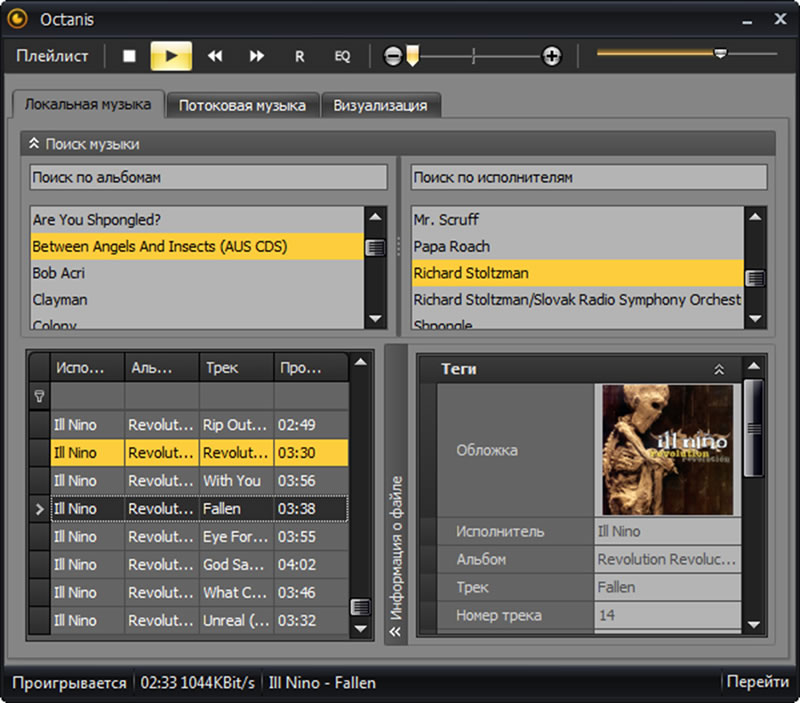 Octanis
Плейлист R EQ
Локальная музыка Потоковая музыка Визуализация
Поиск музыки
Поиск по альбомам
Are You Shpongled?
Between Angels And Insects (AUS CDS)
Bob Acri
Clayman
Colony
Поиск по исполнителям
Mr. Scruff
Papa Roach
Richard Stoltzman
Richard Stoltzman/Slovak Radio Symphony Orchest
Shpongle
Испо... Аль... Трек Про...
Ill Nino Revolut... Rip Out... 02:49
Ill Nino Revolut... Revolut... 03:30
Ill Nino Revolut... With You 03:56
Ill Nino Revolut... Fallen 03:38
Ill Nino Revolut... Eye For... 03:55
Ill Nino Revolut... God Sa... 04:02
Ill Nino Revolut... What C... 03:46
Ill Nino Revolut... Unreal (... 03:32
Информация о файле
Теги
Обложка
ill nino
revolution
revolución
Исполнитель Ill Nino
Альбом Revolution Revoluc...
Трек Fallen
Номер трека 14
Проигрывается 02:33 1044KBit/s Ill Nino - Fallen Перейти